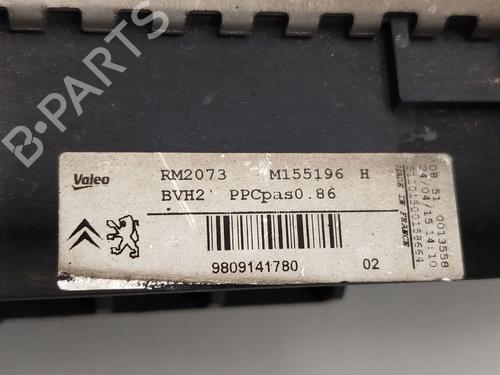 B-PARTS
Valeo
RM2073 M155196 H
BVH2' PPCpas0.86
9809141780 02
MADE IN FRANCE
08 51 0013558
24/04/15 14:10